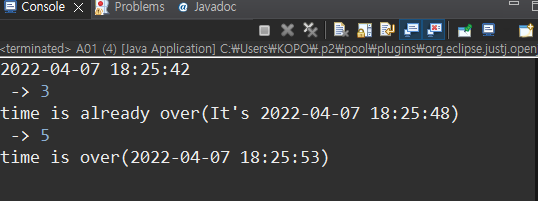 Console Problems @ Javadoc
<terminated> A01 (4) [Java Application] C:₩Users₩KOPO₩.p2₩pool₩plugins₩org.eclipse.justj.open
2022-04-07 18:25:42
-> 3
time is already over(It's 2022-04-07 18:25:48)
-> 5
time is over(2022-04-07 18:25:53)